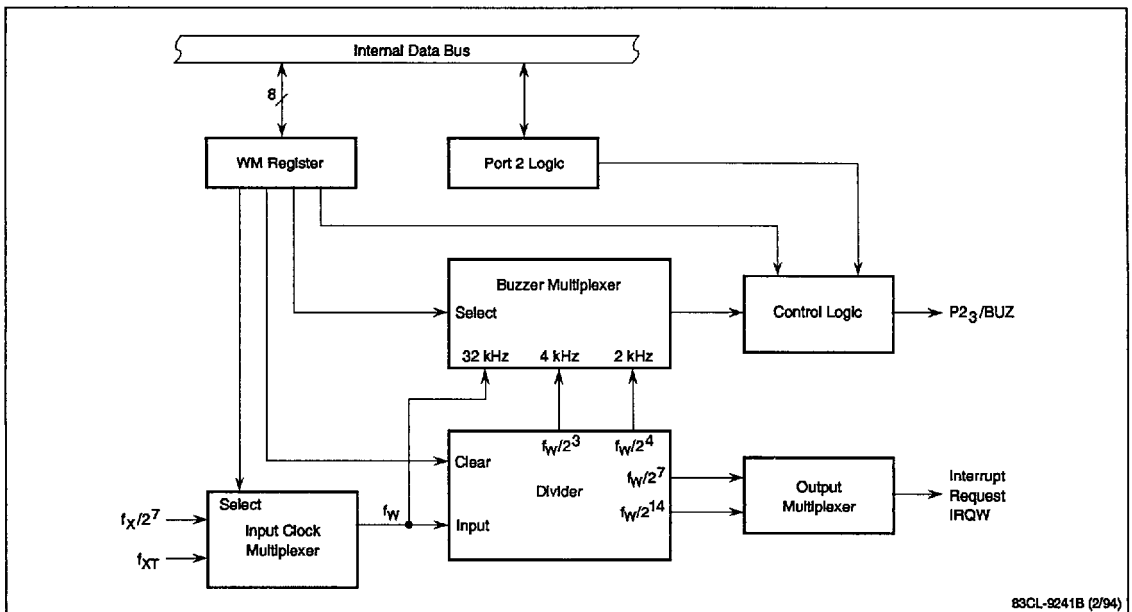 Internal Data Bus
8
WM Register
Port 2 Logic
Buzzer Multiplexer
Select
32 kHz
4 kHz
2 kHz
Control Logic
P2₃/BUZ
Clear
f_W/2³
f_W/2⁴
f_W/2⁷
Divider
f_W/2¹⁴
Input
Output
Multiplexer
Interrupt
Request
IRQW
Select
f_X/2⁷
Input Clock
Multiplexer
f_XT
f_W
83CL-9241B (2/94)